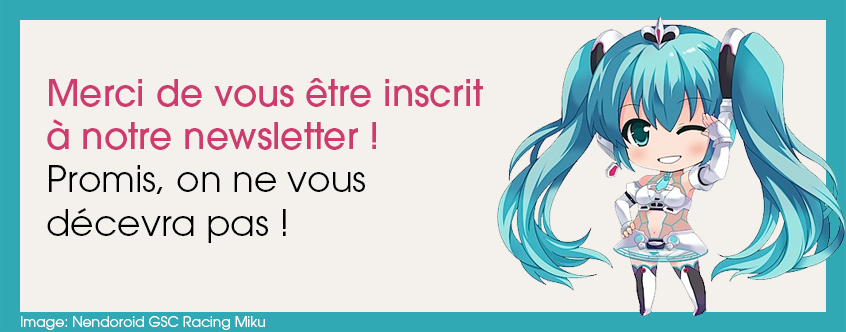 Merci de vous être inscrit
à notre newsletter !
Promis, on ne vous
décevra pas !
Image: Nendoroid GSC Racing Miku